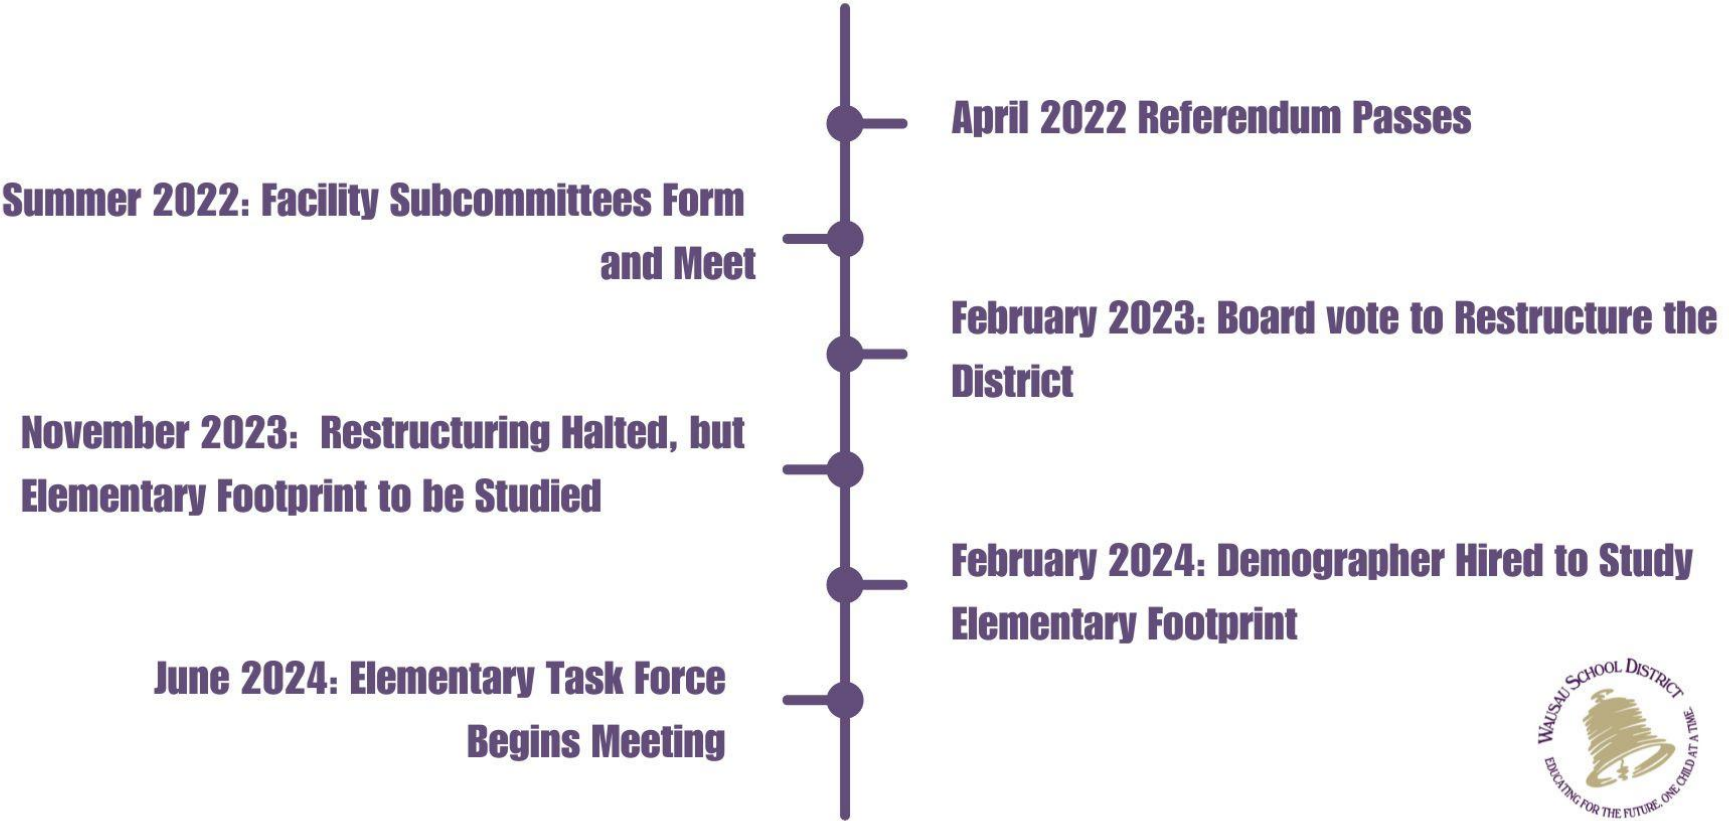 April 2022 Referendum Passes
Summer 2022: Facility Subcommittees Form
and Meet
February 2023: Board vote to Restructure the
District
November 2023:  Restructuring Halted, but
Elementary Footprint to be Studied
February 2024: Demographer Hired to Study
Elementary Footprint
June 2024: Elementary Task Force
Begins Meeting
WAUSAU SCHOOL DISTRICT
EDUCATING FOR THE FUTURE, ONE CHILD AT A TIME.